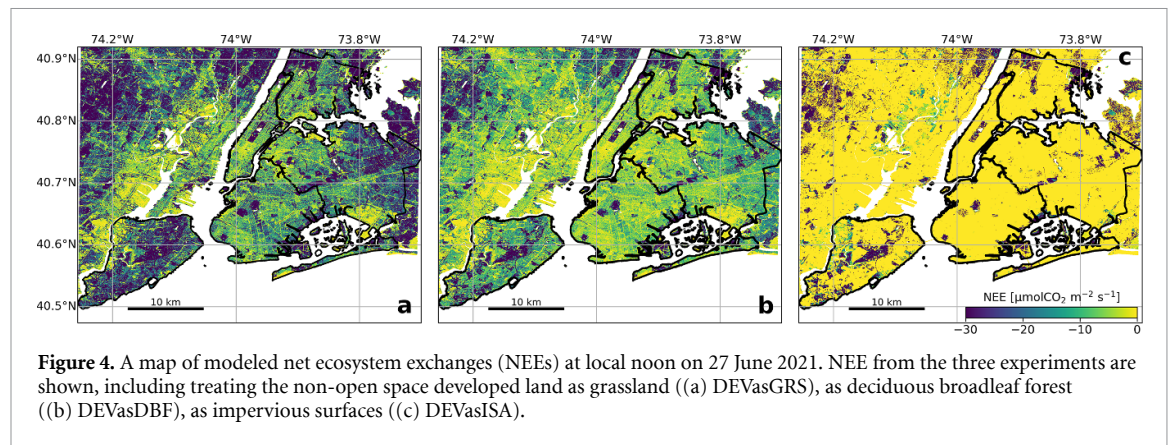 74.2°W 74°W 73.8°W 74.2°W 74°W 73.8°W 74°W 73.8°W
c
40.9°N
40.8°N
40.7°N
40.6°N
40.5°N
10 km
a
10 km
b
10 km
NEE [µmolCO₂ m⁻² s⁻¹]
−30 −20 −10 0
Figure 4. A map of modeled net ecosystem exchanges (NEEs) at local noon on 27 June 2021. NEE from the three experiments are
shown, including treating the non-open space developed land as grassland ((a) DEVasGRS), as deciduous broadleaf forest
((b) DEVasDBF), as impervious surfaces ((c) DEVasISA).